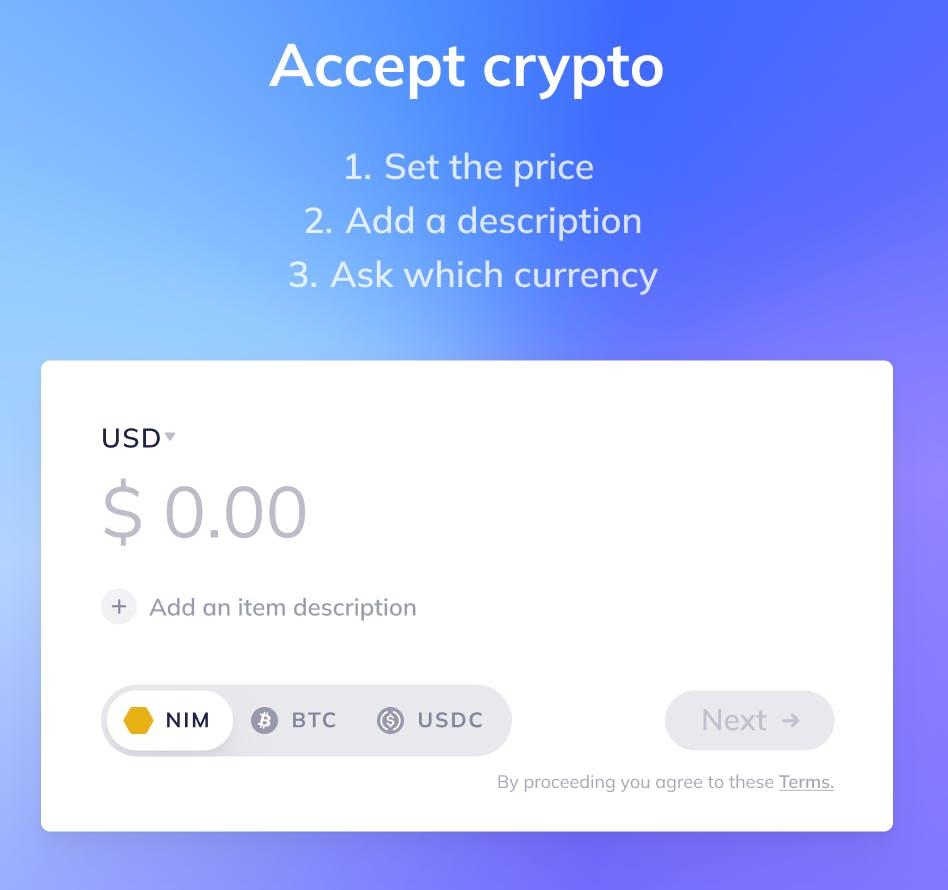 Accept crypto
1. Set the price
2. Add a description
3. Ask which currency
USD
$ 0.00
+ Add an item description
NIM BTC USDC Next →
By proceeding you agree to these Terms.